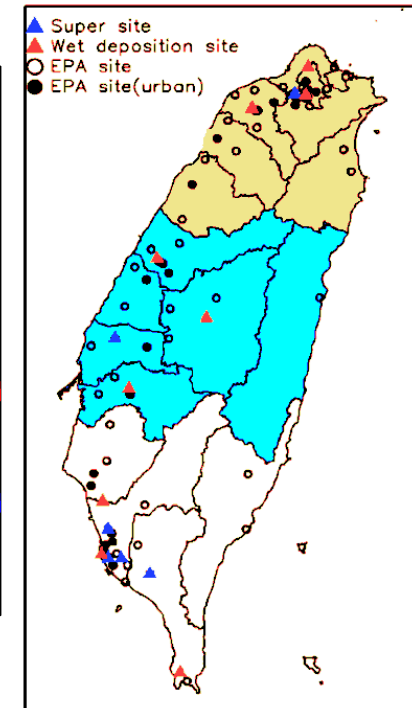 Super site
Wet deposition site
EPA site
EPA site(urban)